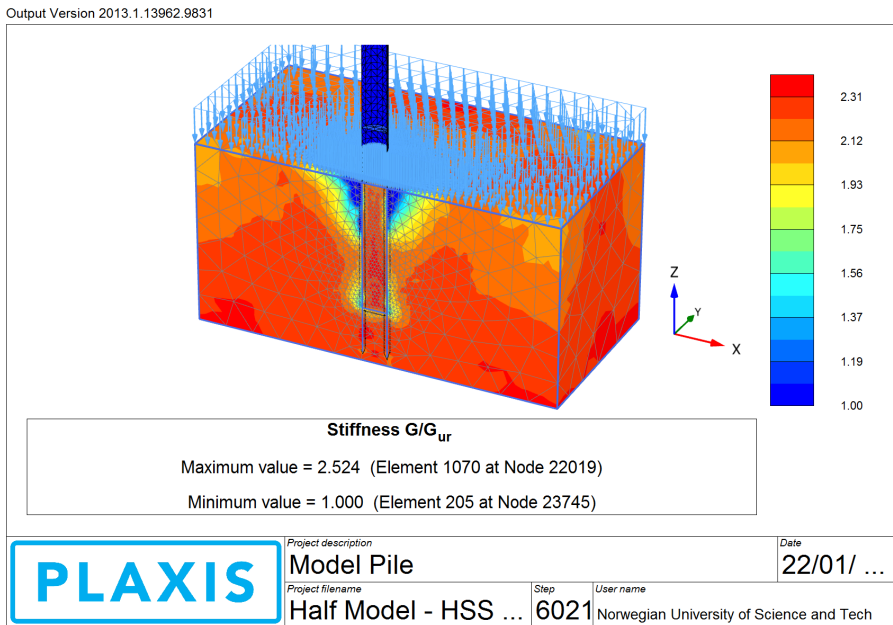 Output Version 2013.1.13962.9831
2.31
2.12
1.93
1.75
1.56
1.37
1.19
1.00
Z
Y
X
Stiffness G/Gur
Maximum value = 2.524 (Element 1070 at Node 22019)
Minimum value = 1.000 (Element 205 at Node 23745)
PLAXIS
Project description
Model Pile
Date
22/01/ ...
Project filename
Half Model - HSS ...
Step
6021
User name
Norwegian University of Science and Tech